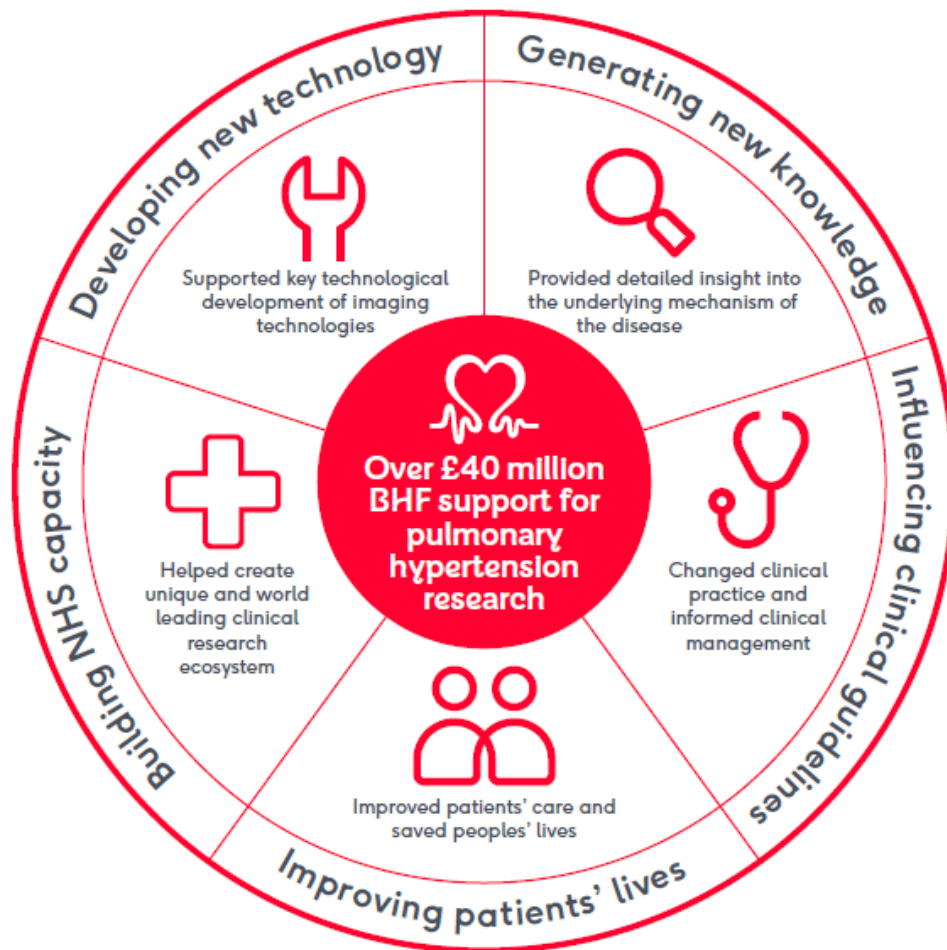 Developing new technology
Supported key technological
development of imaging
technologies
Generating new knowledge
Provided detailed insight into
the underlying mechanism of
the disease
Influencing clinical guidelines
Changed clinical
practice and
informed clinical
management
Improving patients' lives
Improved patients' care and
saved peoples' lives
Building NHS capacity
Helped create
unique and world
leading clinical
research
ecosystem
Over £40 million
BHF support for
pulmonary
hypertension
research